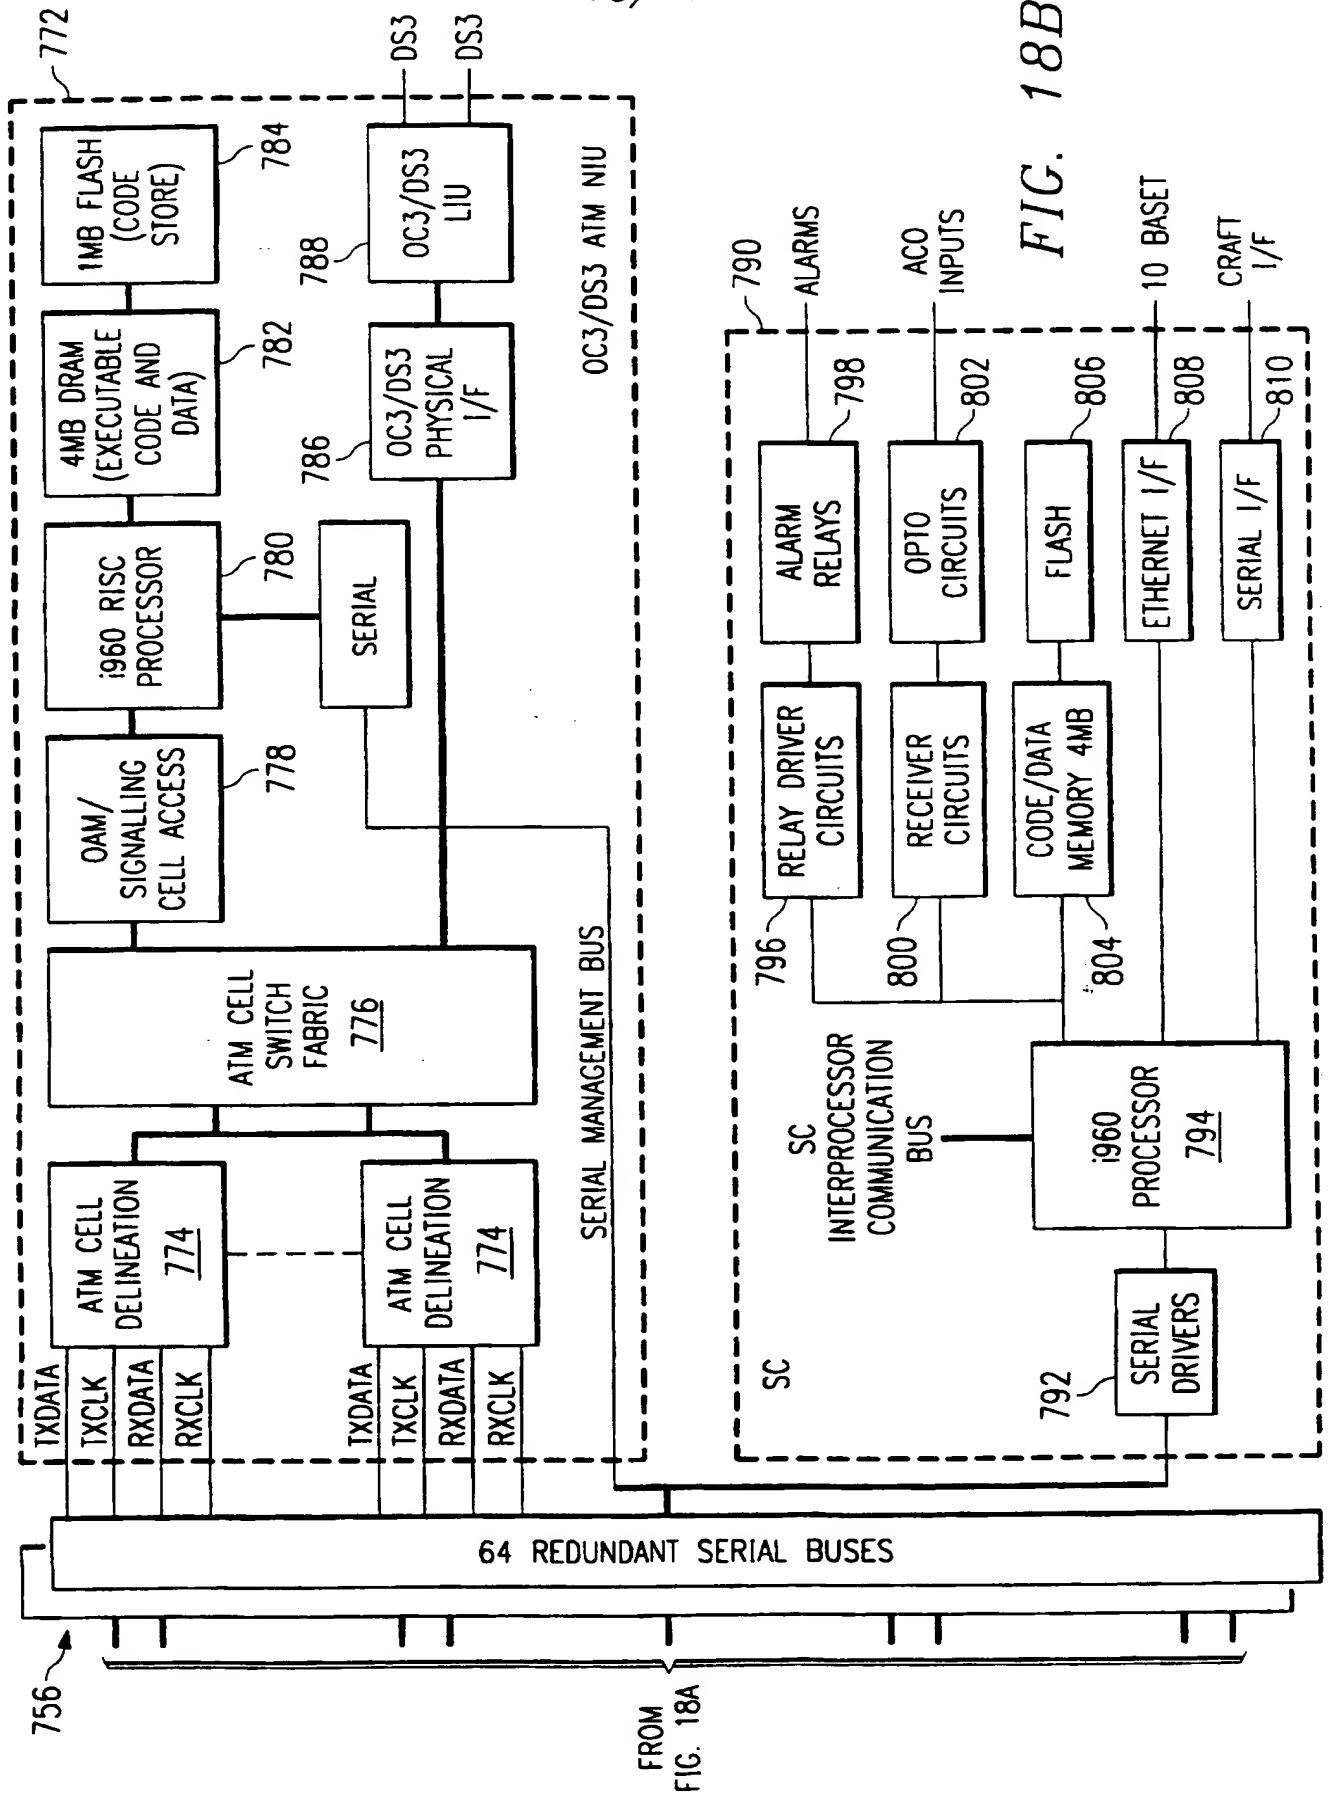 772
1MB FLASH
(CODE
STORE)
784
4MB DRAM
(EXECUTABLE
CODE AND
DATA)
782
i960 RISC
PROCESSOR
780
OAM/
SIGNALLING
CELL ACCESS
778
SERIAL
OC3/DS3
LIU
788
DS3
DS3
OC3/DS3
PHYSICAL
I/F
786
OC3/DS3 ATM NIU
ATM CELL
SWITCH
FABRIC
776
ATM CELL
DELINEATION
774
ATM CELL
DELINEATION
774
TXDATA
TXCLK
RXDATA
RXCLK
TXDATA
TXCLK
RXDATA
RXCLK
SERIAL MANAGEMENT BUS
64 REDUNDANT SERIAL BUSES
756
FROM
FIG. 18A
790
SC
SC
INTERPROCESSOR
COMMUNICATION
BUS
i960
PROCESSOR
794
792
SERIAL
DRIVERS
RELAY DRIVER
CIRCUITS
796
ALARM
RELAYS
798
ALARMS
RECEIVER
CIRCUITS
800
OPTO
CIRCUITS
802
ACO
INPUTS
CODE/DATA
MEMORY 4MB
804
FLASH
806
ETHERNET I/F
808
10 BASET
SERIAL I/F
810
CRAFT
I/F
FIG. 18B